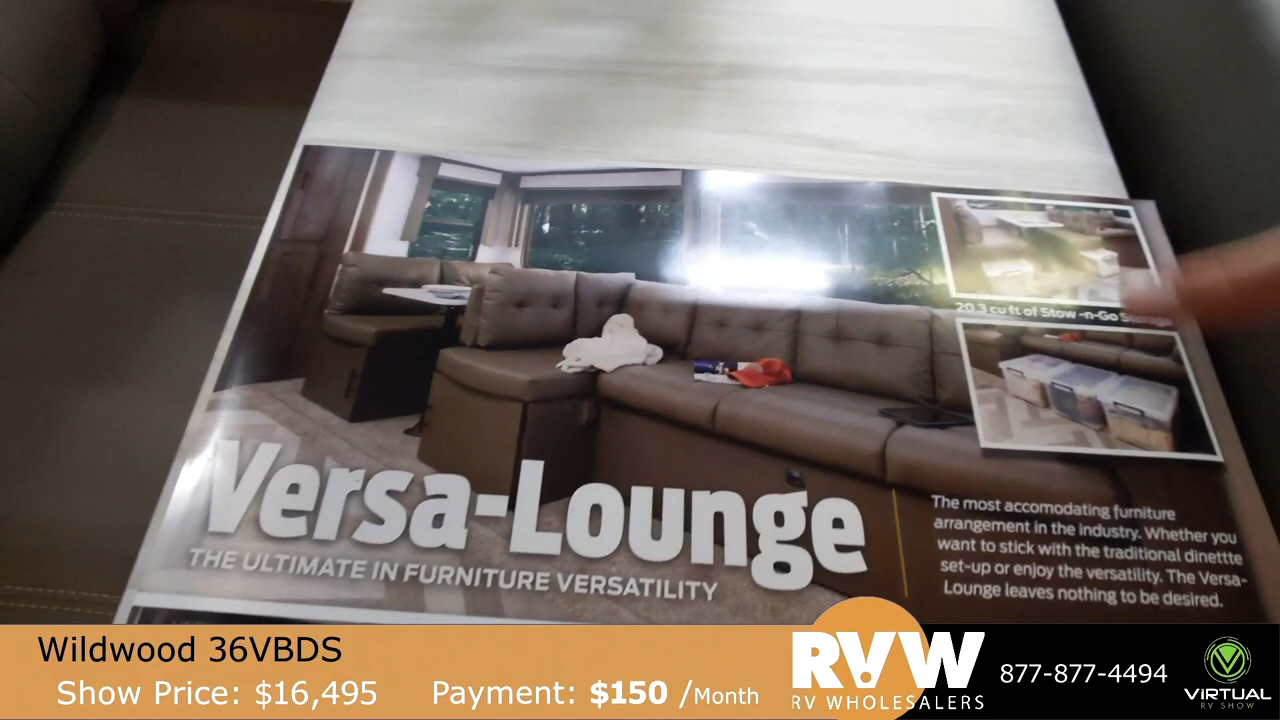 20.3 cu ft of Stow -n-Go Storage
Versa-Lounge
THE ULTIMATE IN FURNITURE VERSATILITY
The most accomodating furniture
arrangement in the industry. Whether you
want to stick with the traditional dinettte
set-up or enjoy the versatility. The Versa-
Lounge leaves nothing to be desired.
Wildwood 36VBDS
Show Price: $16,495
Payment: $150 /Month
RVW
RV WHOLESALERS
877-877-4494
VIRTUAL
RV SHOW